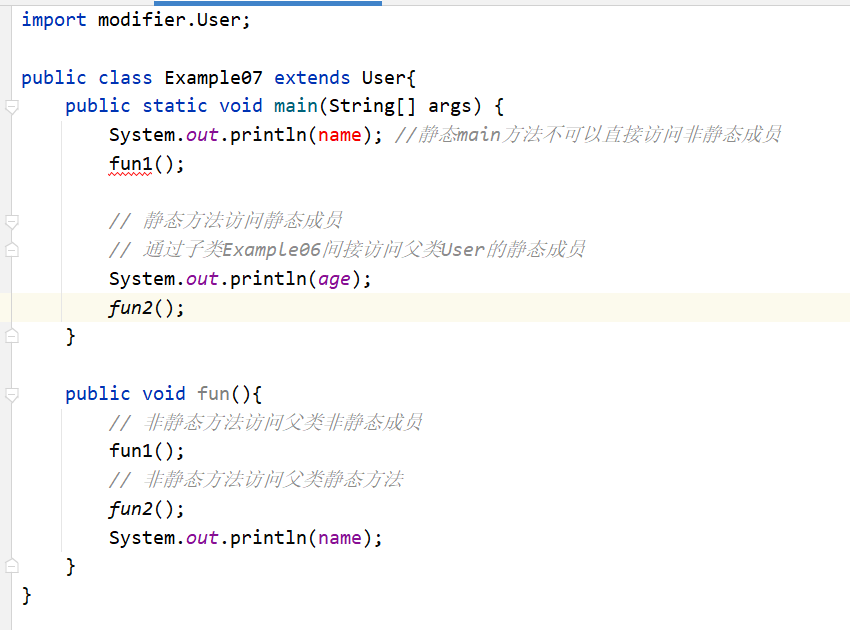 import modifier.User;
public class Example07 extends User{
public static void main(String[] args) {
System.out.println(name); //静态main方法不可以直接访问非静态成员
fun1();
// 静态方法访问静态成员
// 通过子类Example06间接访问父类User的静态成员
System.out.println(age);
fun2();
}
public void fun(){
// 非静态方法访问父类非静态成员
fun1();
// 非静态方法访问父类静态方法
fun2();
System.out.println(name);
}
}